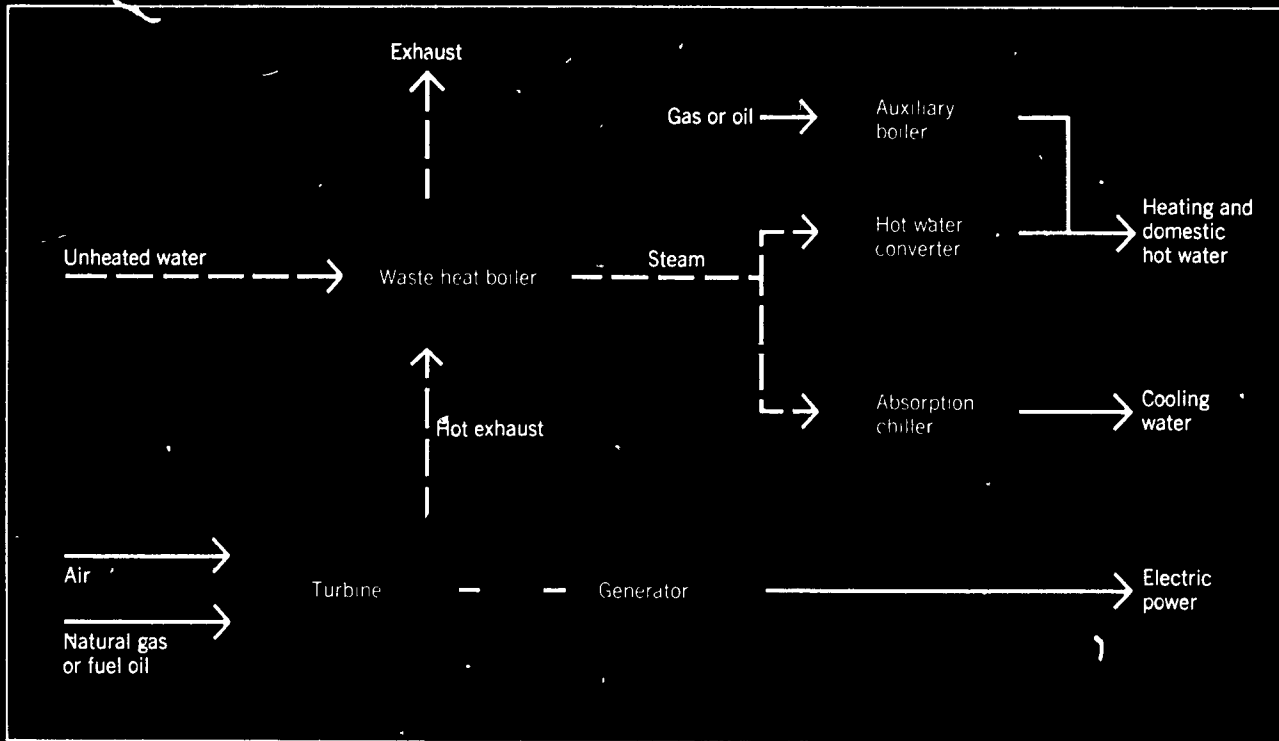 Exhaust
Gas or oil
Auxiliary
boiler
Unheated water
Waste heat boiler
Steam
Hot water
converter
Heating and
domestic
hot water
Hot exhaust
Absorption
chiller
Cooling
water
Air
Natural gas
or fuel oil
Turbine
Generator
Electric
power